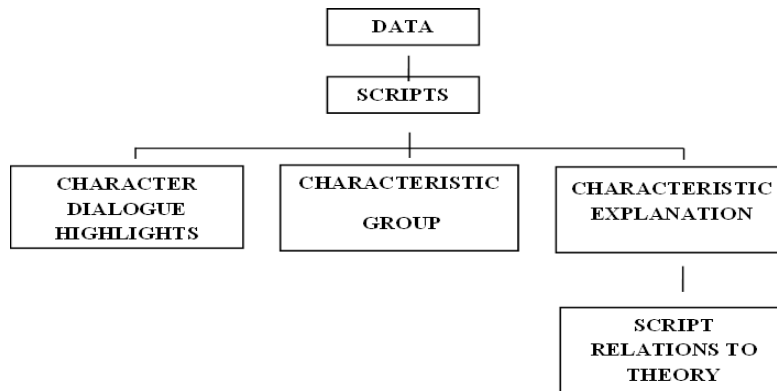 DATA
SCRIPTS
CHARACTER
DIALOGUE
HIGHLIGHTS
CHARACTERISTIC
GROUP
CHARACTERISTIC
EXPLANATION
SCRIPT
RELATIONS TO
THEORY